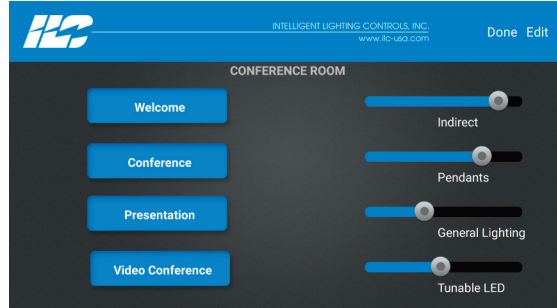 ILC
INTELLIGENT LIGHTING CONTROLS, INC.
www.ilc-usa.com
Done Edit
CONFERENCE ROOM
Welcome
Indirect
Conference
Pendants
Presentation
General Lighting
Video Conference
Tunable LED